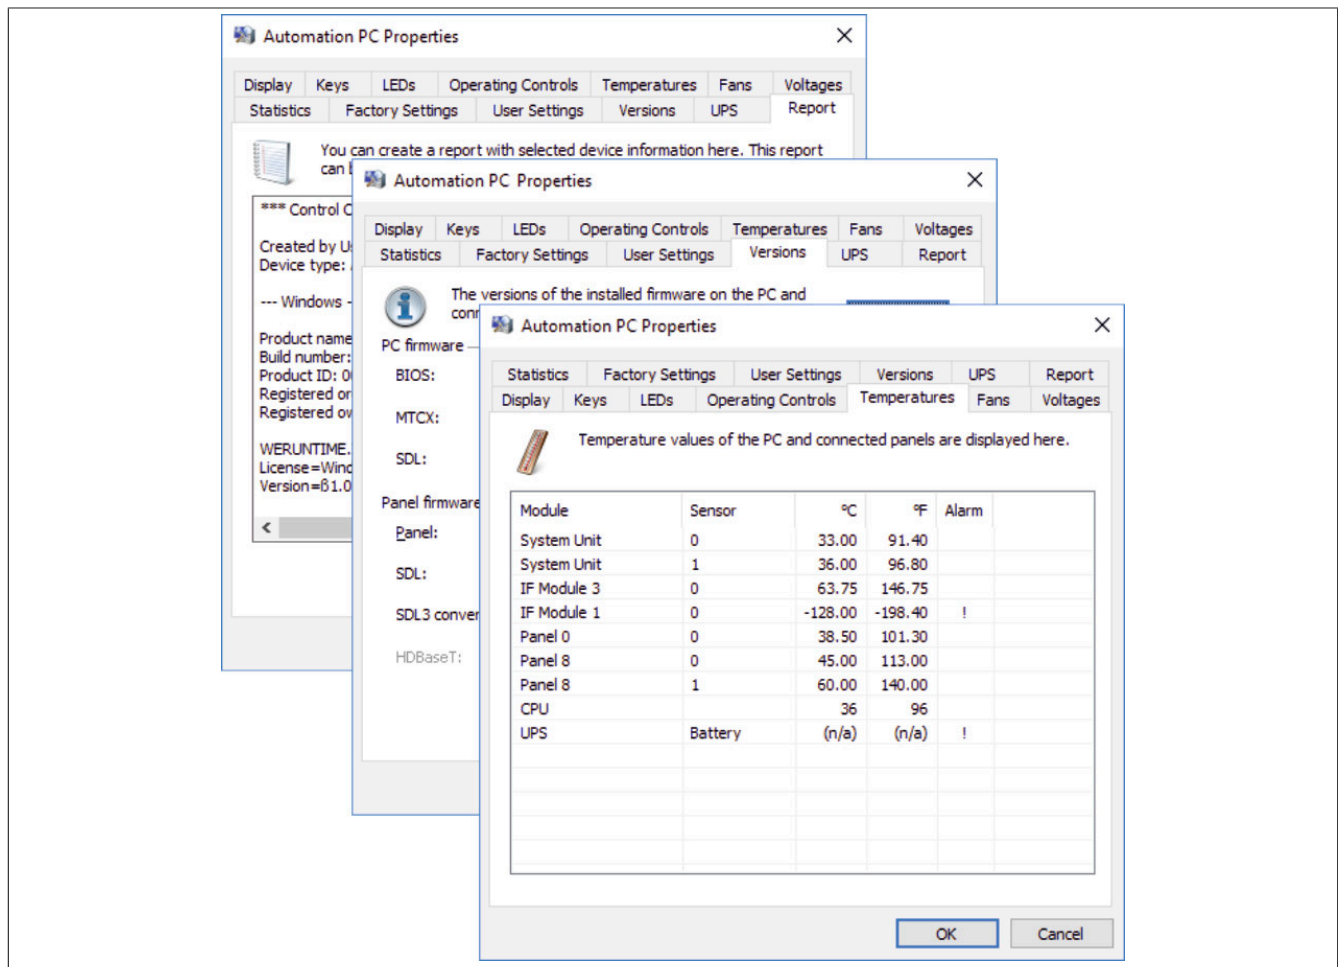 Automation PC Properties
Display Keys LEDs Operating Controls Temperatures Fans Voltages
Statistics Factory Settings User Settings Versions UPS Report
You can create a report with selected device information here. This report
can
*** Control
Created by
Device type:
--- Windows -
Product name
Build number:
Product ID:
Registered
Registered
WERUNTIME.
License=
Version=ß1.0
Automation PC Properties
Display Keys LEDs Operating Controls Temperatures Fans Voltages
Statistics Factory Settings User Settings Versions UPS Report
The versions of the installed firmware on the PC and
PC firmware
BIOS:
MTCX:
SDL:
Panel firmware
Panel:
SDL:
SDL3
HDBaseT:
Automation PC Properties
Statistics Factory Settings User Settings Versions UPS Report
Display Keys LEDs Operating Controls Temperatures Fans Voltages
Temperature values of the PC and connected panels are displayed here.
Module Sensor °C °F Alarm
System Unit 0 33.00 91.40
System Unit 1 36.00 96.80
IF Module 3 0 63.75 146.75
IF Module 1 0 -128.00 -198.40 !
Panel 0 0 38.50 101.30
Panel 8 0 45.00 113.00
Panel 8 1 60.00 140.00
CPU 36 96
UPS Battery (n/a) (n/a) !
OK Cancel